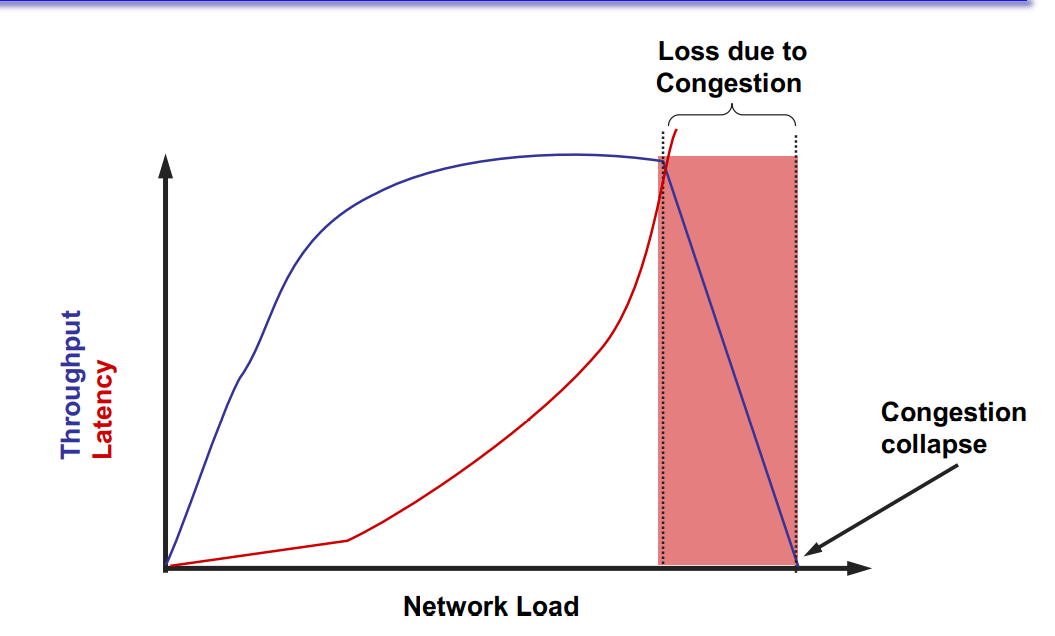 Loss due to
Congestion
Throughput
Latency
Congestion
collapse
Network Load